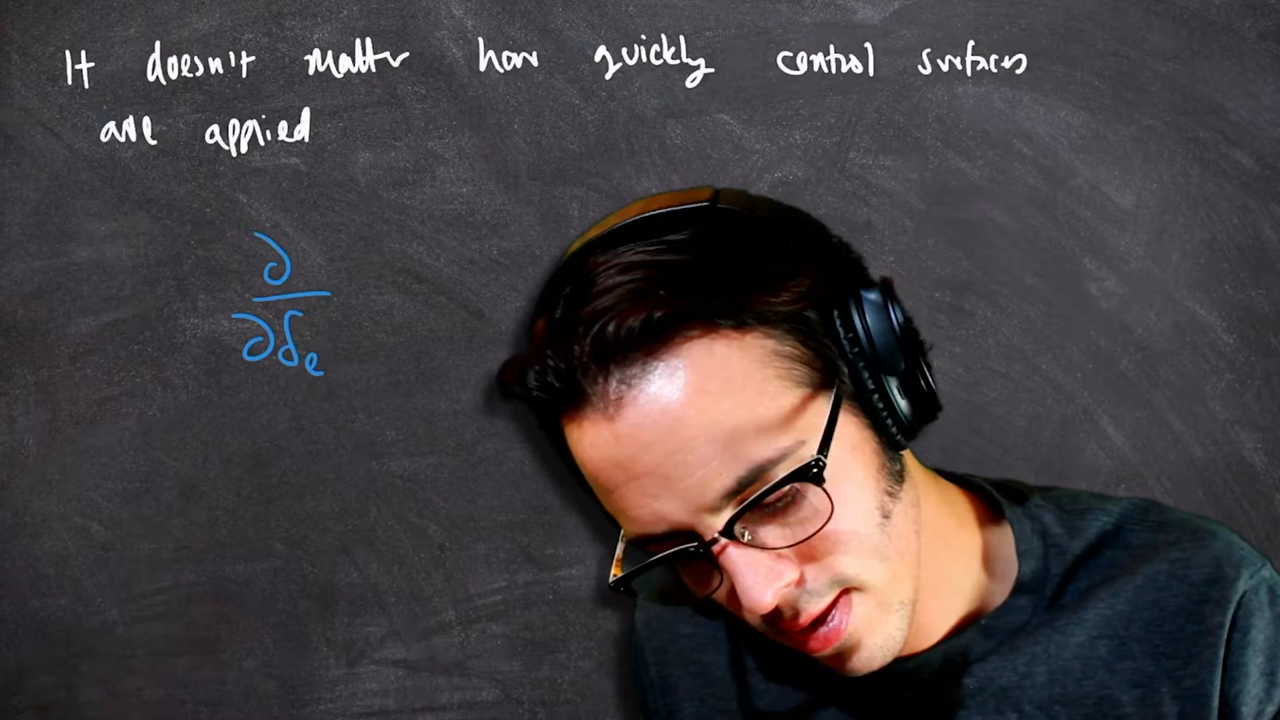 It doesn't matter how quickly control surfaces
are applied
∂
∂δe